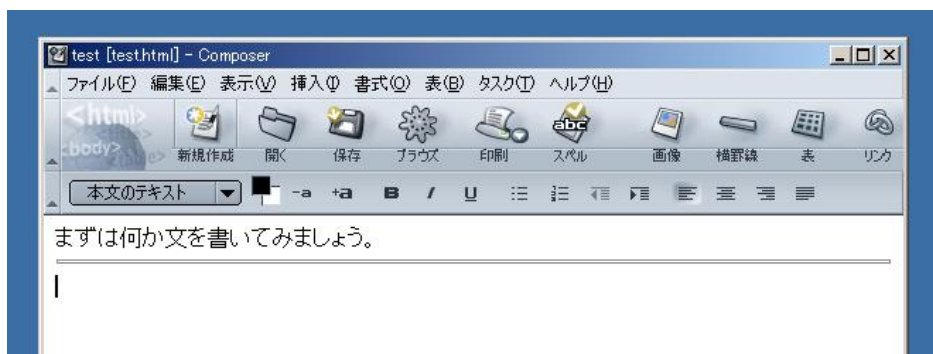 test [test.html] - Composer
ファイル(F) 編集(E) 表示(V) 挿入(I) 書式(O) 表(B) タスク(T) ヘルプ(H)
<html>
<body>
新規作成 開く 保存 ブラウズ 印刷 スペル 画像 横罫線 表 リンク
abc
本文のテキスト -a +a B I U
まずは何か文を書いてみましょう。